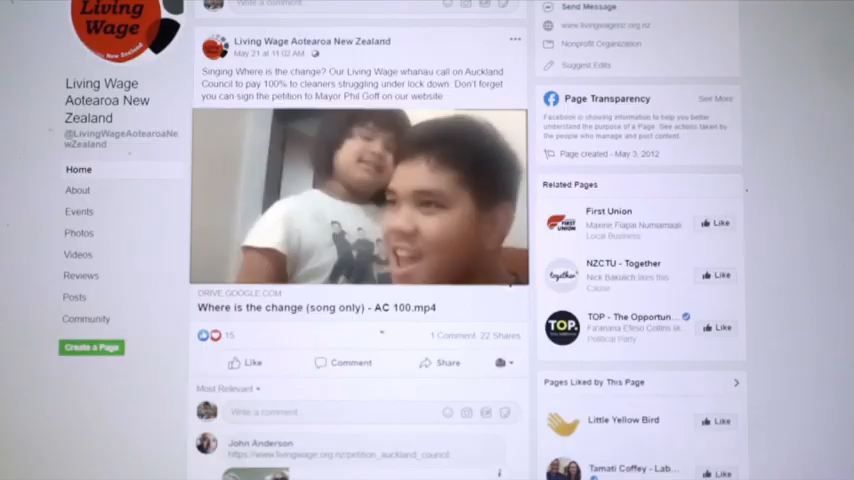 Living
Wage
New Zealand
Living Wage
Aotearoa New
Zealand
@LivingWageAotearoaNe
wZealand
Home
About
Events
Photos
Videos
Reviews
Posts
Community
Create a Page
Write a comment
Living Wage Aotearoa New Zealand
May 21 at 11:02 AM
Singing Where is the change? Our Living Wage whanau call on Auckland
Council to pay 100% to cleaners struggling under lock down. Don't forget
you can sign the petition to Mayor Phil Goff on our website
DRIVE.GOOGLE.COM
Where is the change (song only) - AC 100.mp4
15
1 Comment 22 Shares
Like
Comment
Share
Most Relevant
Write a comment
John Anderson
https://www.livingwage.org.nz/petition_auckland_council
Send Message
www.livingwagenz.org.nz
Nonprofit Organization
Suggest Edits
Page Transparency
See More
Facebook is showing information to help you better
understand the purpose of a Page. See actions taken by
the people who manage and post content.
Page created - May 3, 2012
Related Pages
FIRST
UNION
First Union
Local Business
Like
together
NZCTU - Together
likes this
Cause
Like
TOP.
TOP - The Opportun...
Fa'anana Efeso Collins
Political Party
Like
Pages Liked by This Page
Little Yellow Bird
Like
Tamati Coffey - Lab...
Like